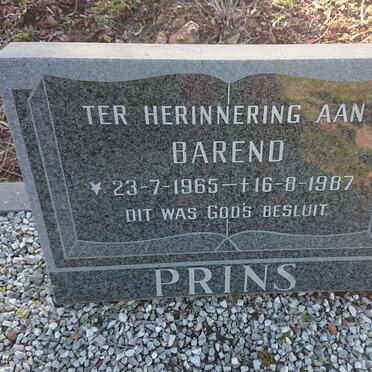 TER HERINNERING AAN
BAREND
* 23-7-1965-†16-8-1987
DIT WAS GODS BESLUIT.
PRINS